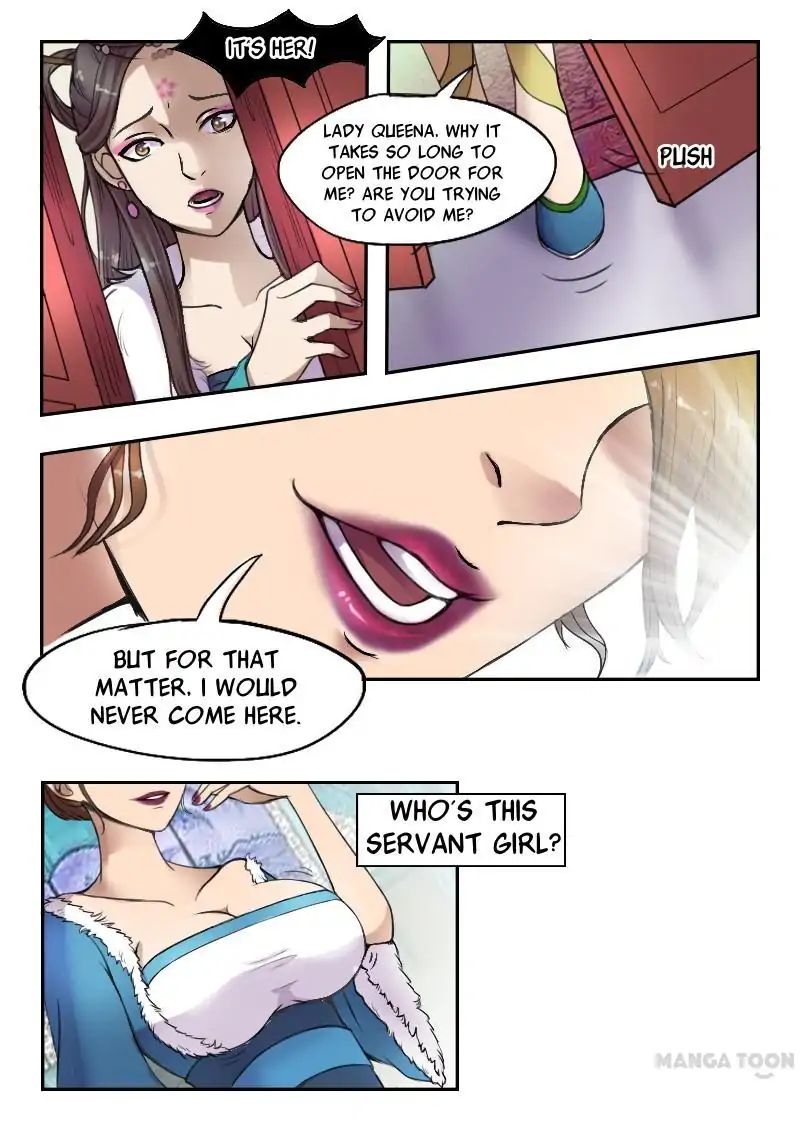 IT'S HER!
LADY QUEENA, WHY IT
TAKES SO LONG TO
OPEN THE DOOR FOR
ME? ARE YOU TRYING
TO AVOID ME?
PUSH
BUT FOR THAT
MATTER, I WOULD
NEVER COME HERE.
WHO'S THIS
SERVANT GIRL?
MANGA TOON